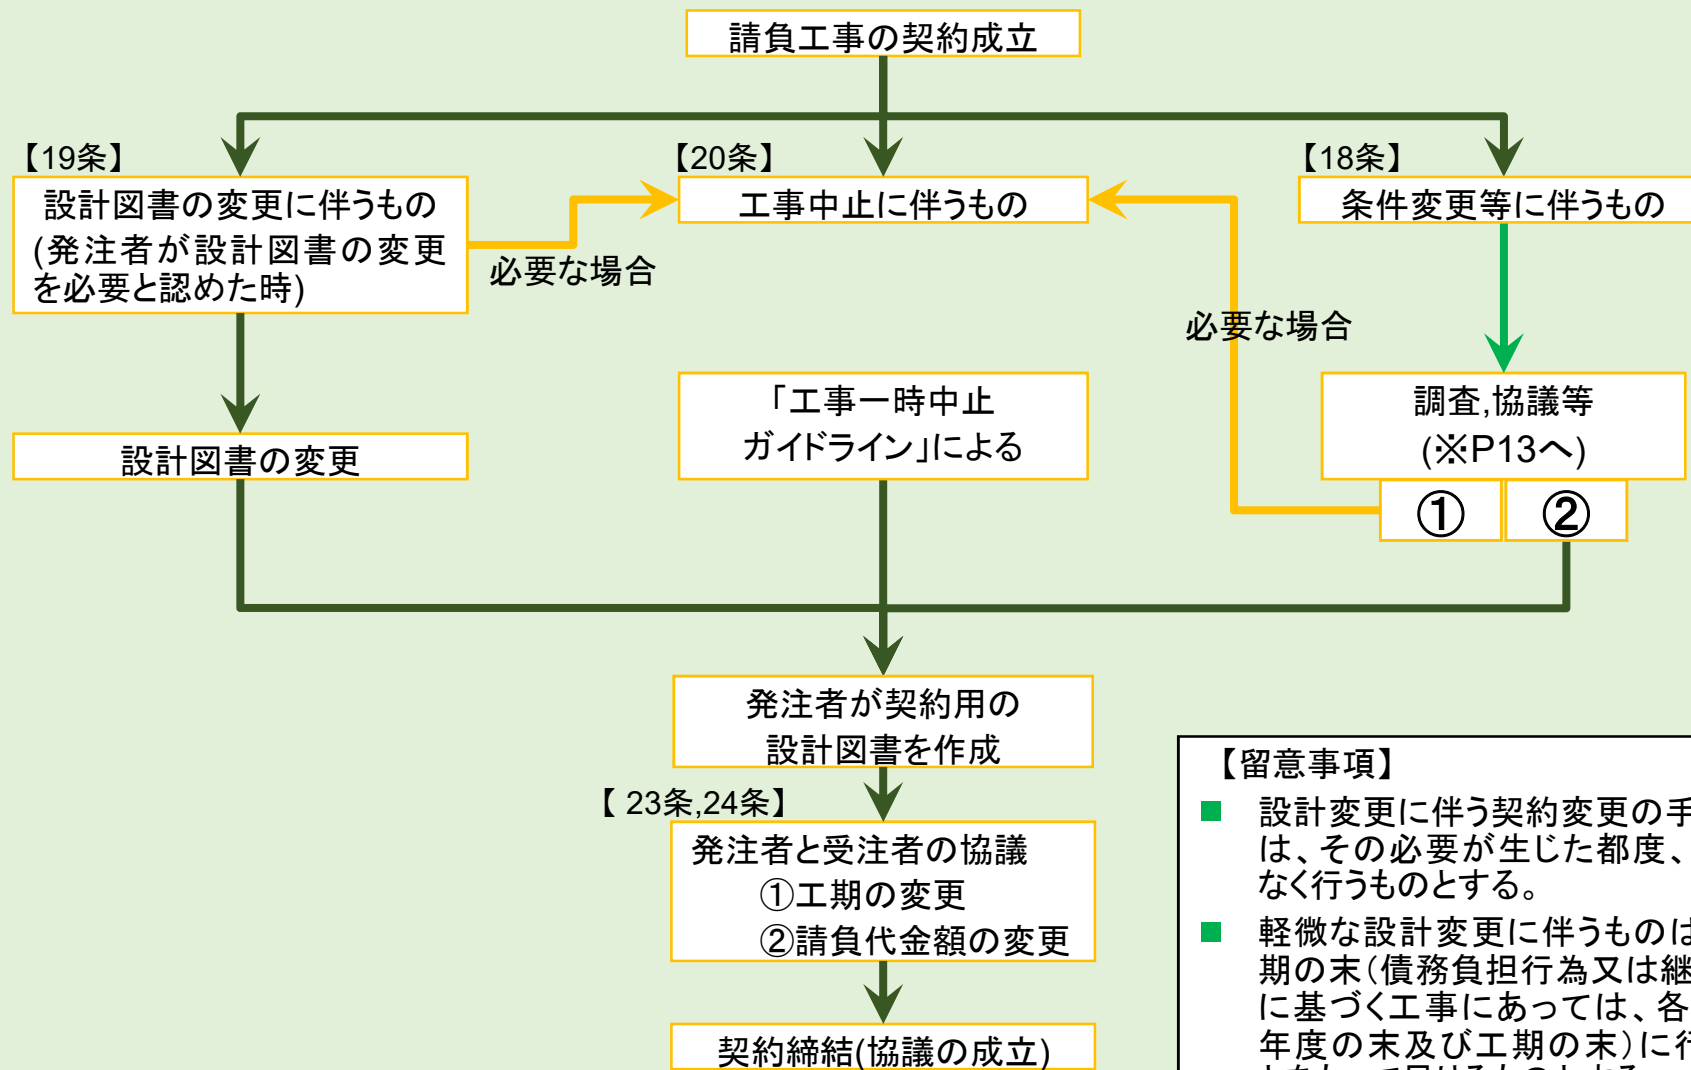 請負工事の契約成立
【19条】
設計図書の変更に伴うもの
(発注者が設計図書の変更
を必要と認めた時)
【20条】
工事中止に伴うもの
【18条】
条件変更等に伴うもの
必要な場合
必要な場合
設計図書の変更
「工事一時中止
ガイドライン」による
調査,協議等
(※P13へ)
①
②
発注者が契約用の
設計図書を作成
【 23条,24条】
発注者と受注者の協議
①工期の変更
②請負代金額の変更
契約締結(協議の成立)
【留意事項】
■ 設計変更に伴う契約変更の手
は、その必要が生じた都度、
なく行うものとする。
■ 軽微な設計変更に伴うものは
期の末(債務負担行為又は継
に基づく工事にあっては、各
年度の末及び工期の末)に行